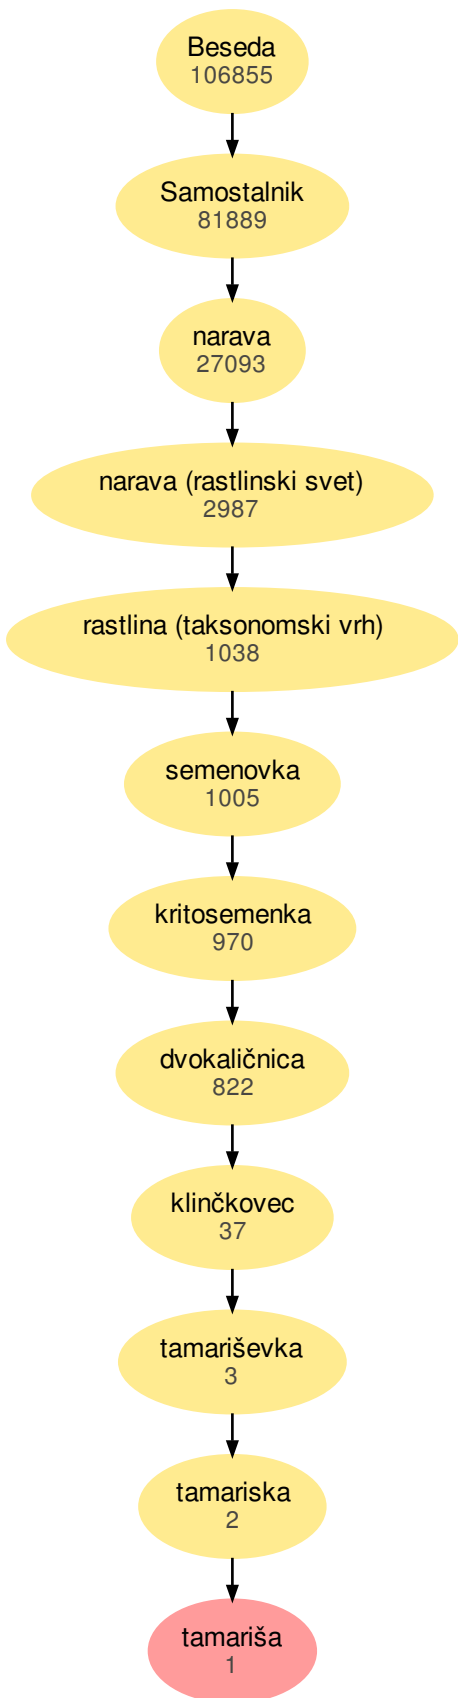 Beseda
106855
Samostalnik
81889
narava
27093
narava (rastlinski svet)
2987
rastlina (taksonomski vrh)
1038
semenovka
1005
kritosemenka
970
dvokaličnica
822
klinčkovec
37
tamariševka
3
tamariska
2
tamariša
1